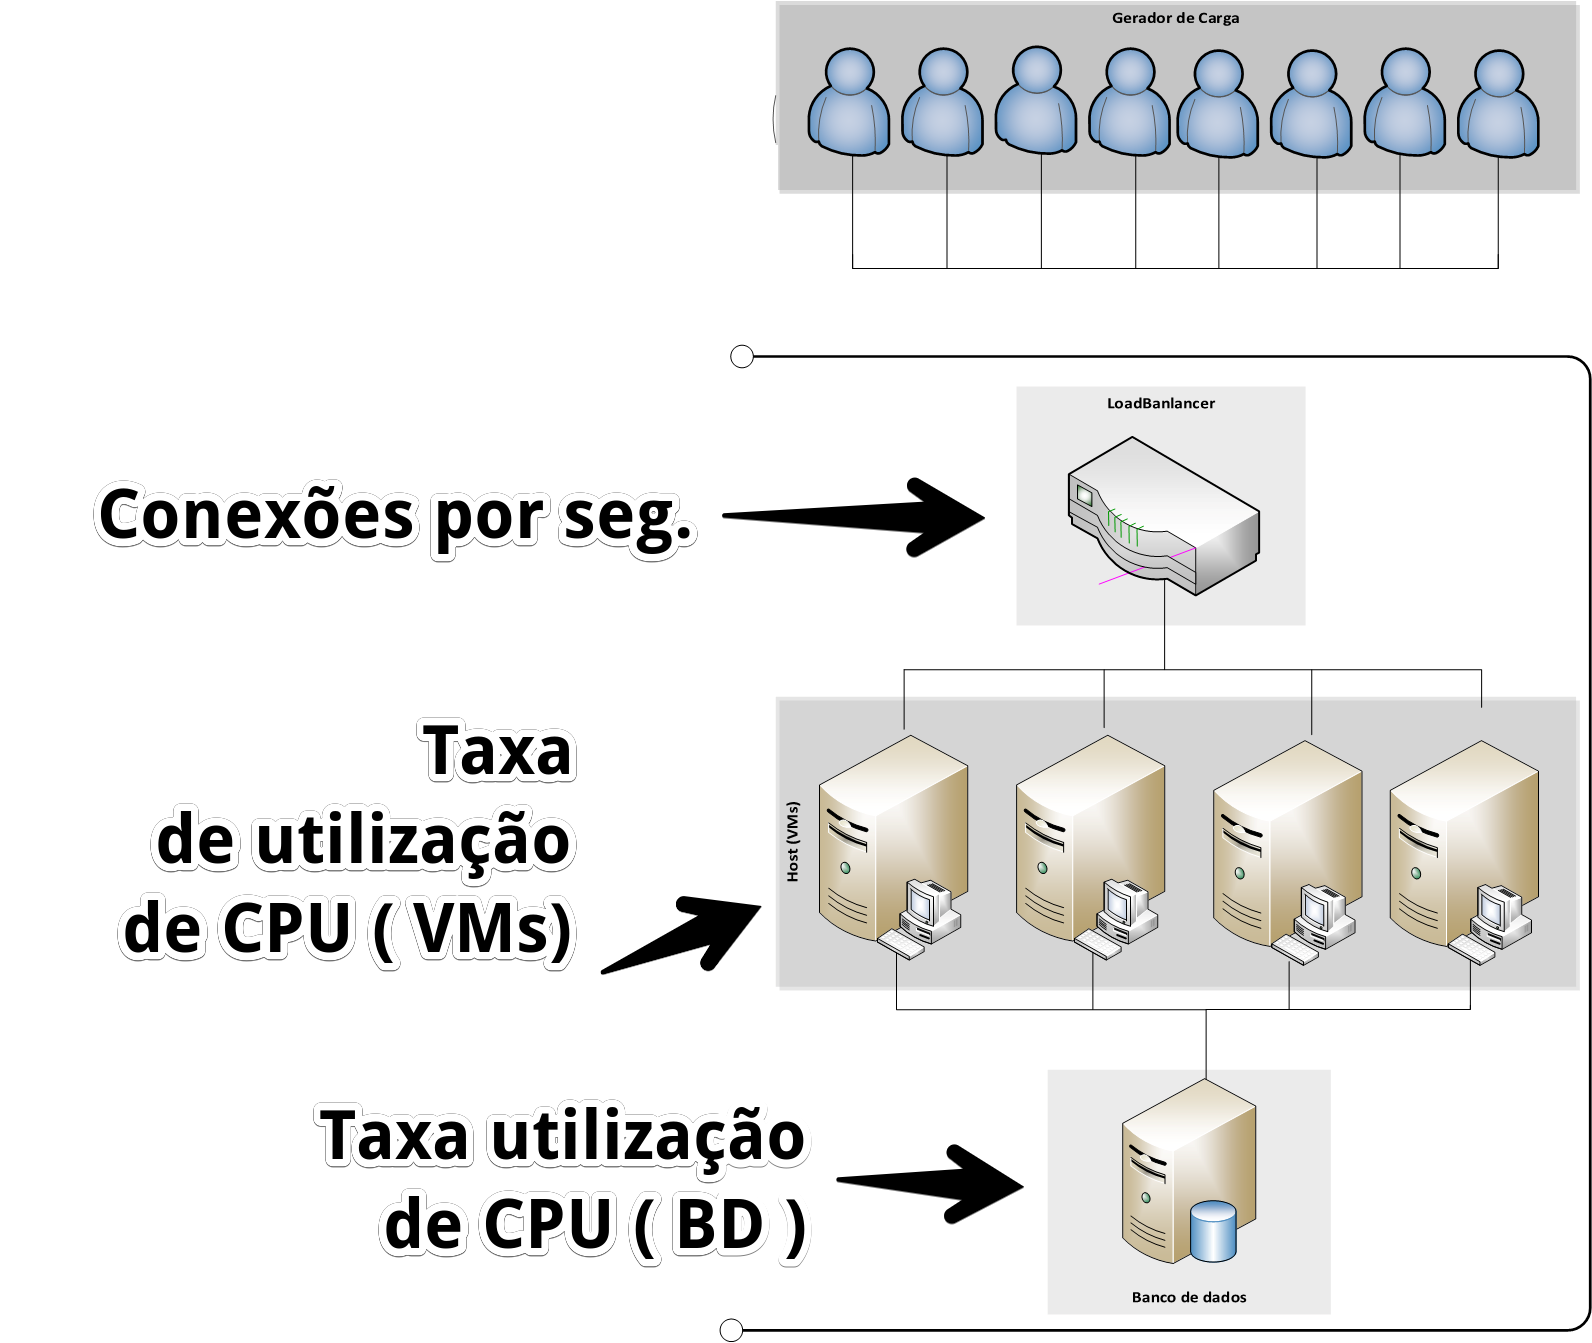 Gerador de Carga
LoadBanlancer
Conexões por seg.
Taxa
de utilização
de CPU ( VMs)
Host (VMs)
Taxa utilização
de CPU ( BD )
Banco de dados